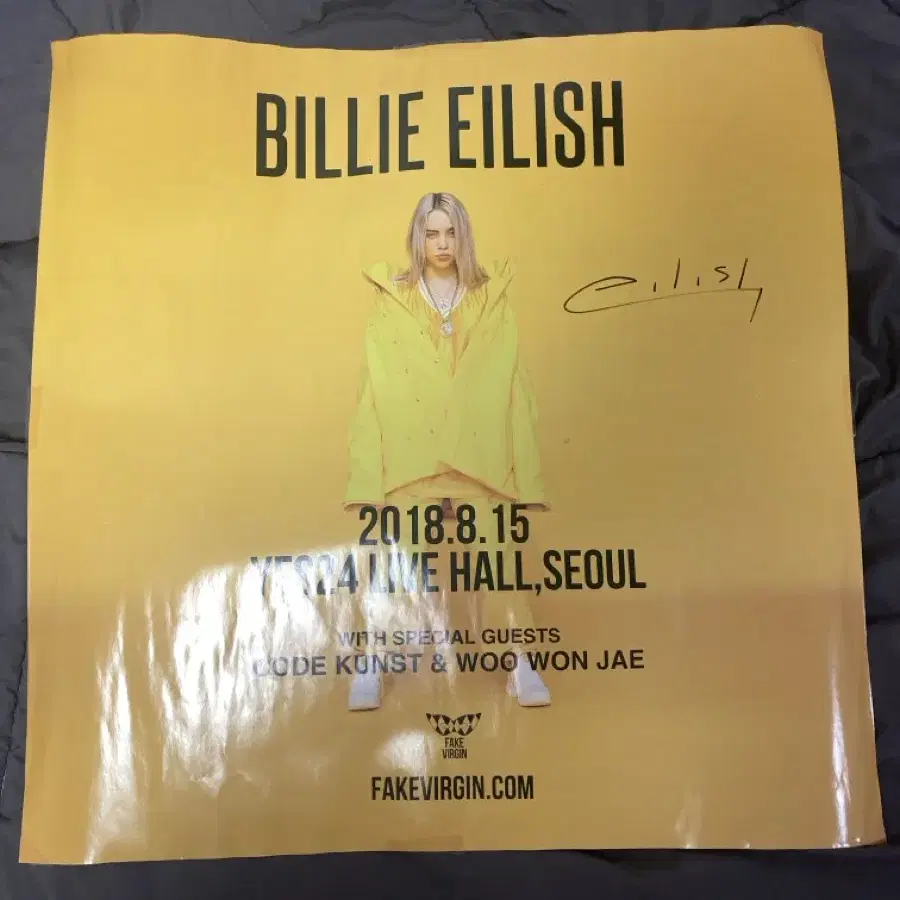 BILLIE EILISH
eilish
2018.8.15
YES24 LIVE HALL,SEOUL
WITH SPECIAL GUESTS
CODE KUNST & WOO WON JAE
FAKE
VIRGIN
FAKEVIRGIN.COM